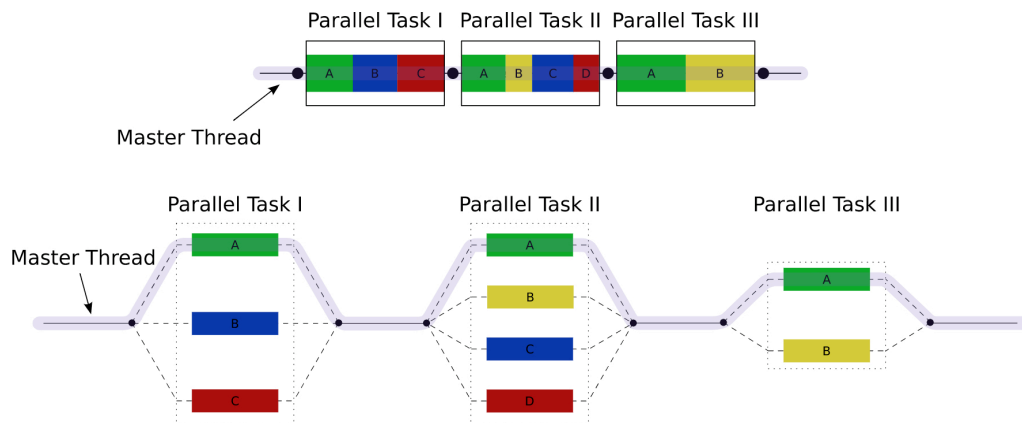 Parallel Task I Parallel Task II Parallel Task III
A B C A B C D A B
Master Thread
Parallel Task I Parallel Task II Parallel Task III
A A
Master Thread
A
B
B
C
B
C D